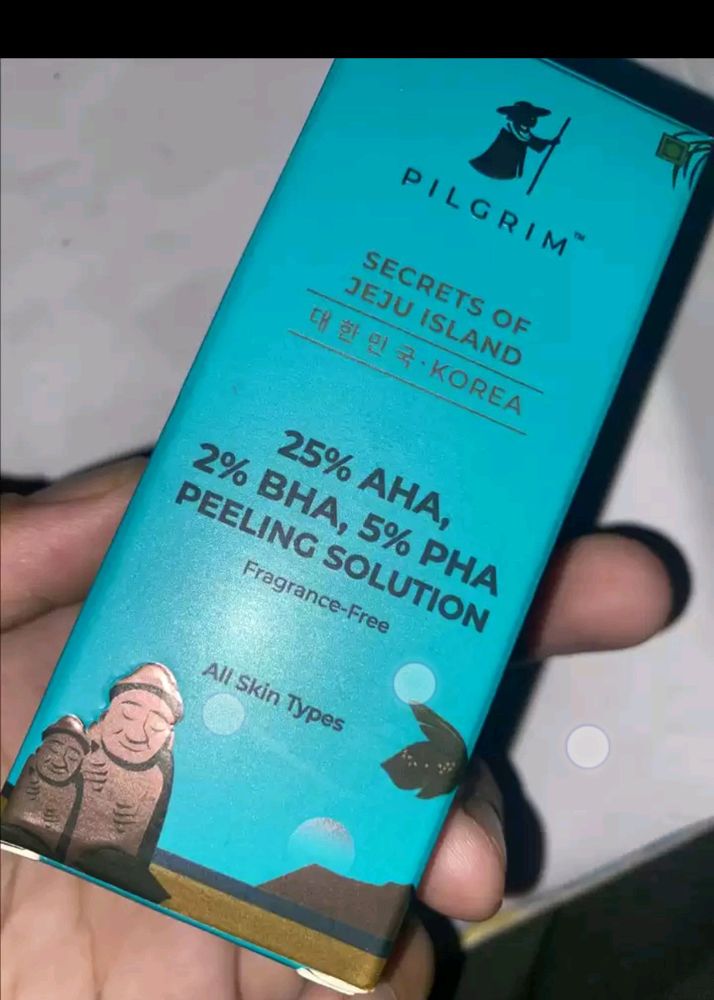 PILGRIM™
SECRETS OF
JEJU ISLAND
대한민국·KOREA
25% AHA,
2% BHA, 5% PHA
PEELING SOLUTION
Fragrance-Free
All Skin Types